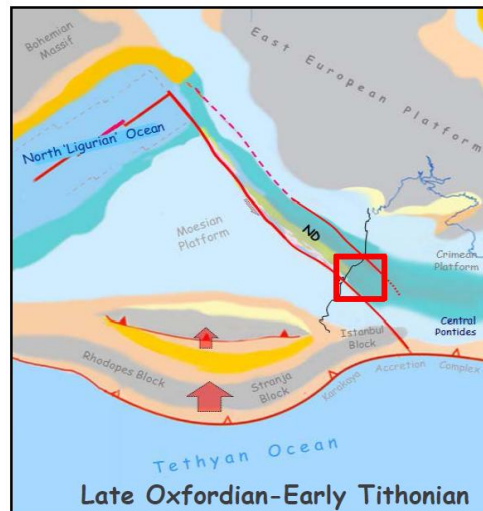 Bohemian
Massif
East European Platform
North 'Ligurian' Ocean
ND
Moesian
Platform
Crimean
Platform
Central
Pontides
Istanbul
Block
Rhodopes Block
Stranja
Block
Karakaya Accretion Complex
Tethyan Ocean
Late Oxfordian-Early Tithonian